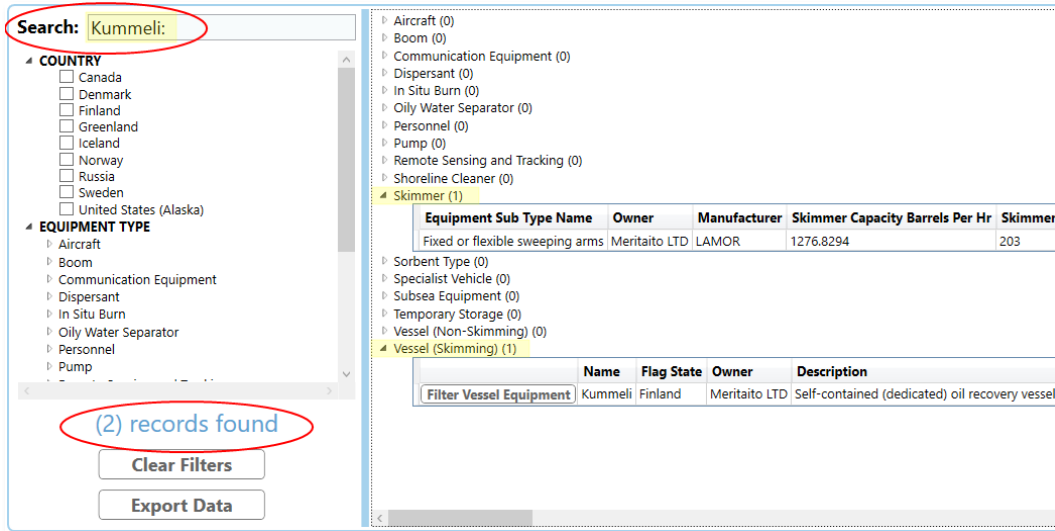 Search: Kummeli:
COUNTRY
Canada
Denmark
Finland
Greenland
Iceland
Norway
Russia
Sweden
United States (Alaska)
EQUIPMENT TYPE
Aircraft
Boom
Communication Equipment
Dispersant
In Situ Burn
Oily Water Separator
Personnel
Pump
(2) records found
Clear Filters
Export Data
Aircraft (0)
Boom (0)
Communication Equipment (0)
Dispersant (0)
In Situ Burn (0)
Oily Water Separator (0)
Personnel (0)
Pump (0)
Remote Sensing and Tracking (0)
Shoreline Cleaner (0)
Skimmer (1)
Equipment Sub Type Name Owner Manufacturer Skimmer Capacity Barrels Per Hr Skimmer
Fixed or flexible sweeping arms Meritaito LTD LAMOR 1276.8294 203
Sorbent Type (0)
Specialist Vehicle (0)
Subsea Equipment (0)
Temporary Storage (0)
Vessel (Non-Skimming) (0)
Vessel (Skimming) (1)
Name Flag State Owner Description
Filter Vessel Equipment Kummeli Finland Meritaito LTD Self-contained (dedicated) oil recovery vessel